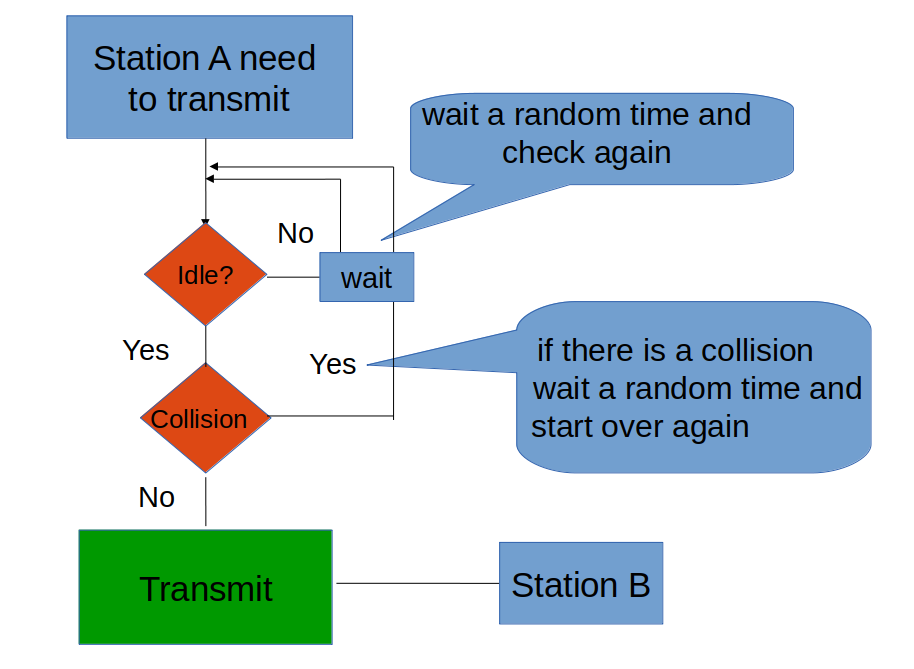 Station A need
to transmit
wait a random time and
check again
No
Idle?
wait
Yes
Yes
if there is a collision
wait a random time and
start over again
Collision
No
Transmit
Station B